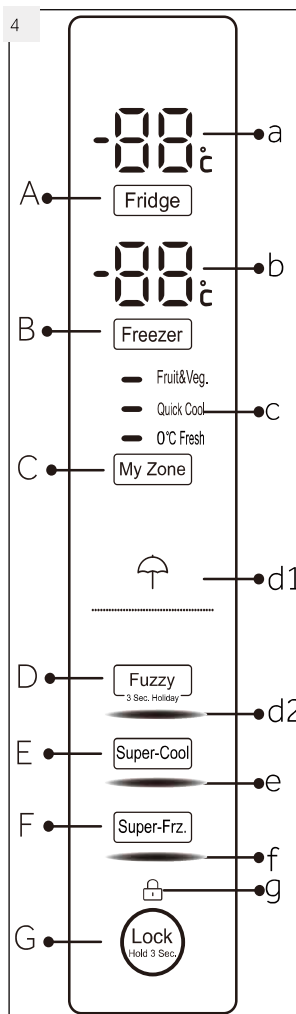 4
-88°c
a
A
Fridge
-88°c
b
B
Freezer
Fruit&Veg.
Quick Cool
c
0°C Fresh
C
My Zone
d1
D
Fuzzy
3 Sec. Holiday
d2
E
Super-Cool
e
F
Super-Frz.
f
g
G
Lock
Hold 3 Sec.